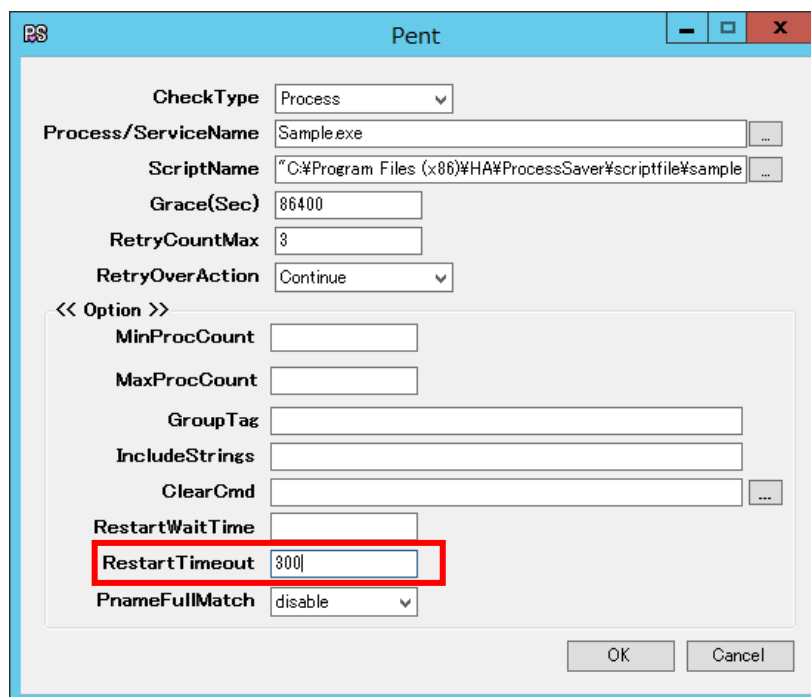 PS Pent
CheckType Process
Process/ServiceName Sample.exe ...
ScriptName "C:¥Program Files (x86)¥HA¥ProcessSaver¥scriptfile¥sample ...
Grace(Sec) 86400
RetryCountMax 3
RetryOverAction Continue
<< Option >>
MinProcCount
MaxProcCount
GroupTag
IncludeStrings
ClearCmd ...
RestartWaitTime
RestartTimeout 300
PnameFullMatch disable
OK Cancel